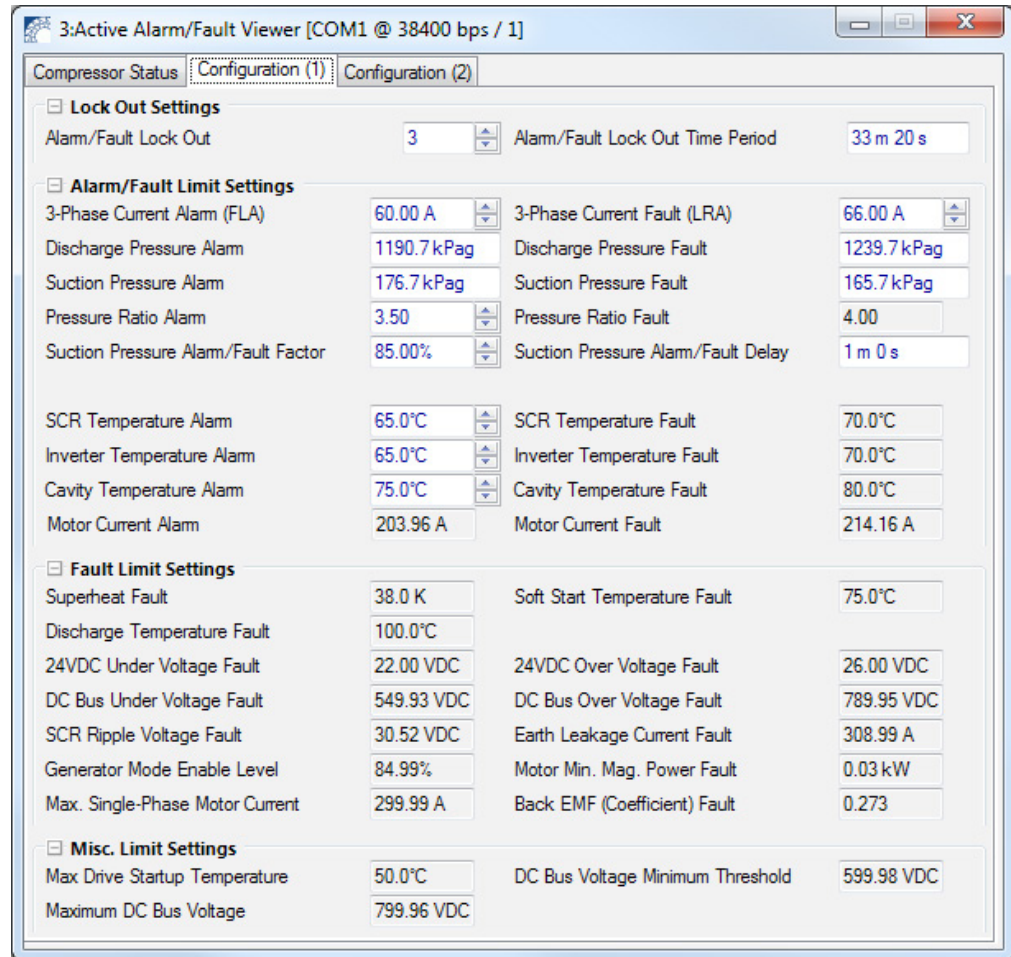 3:Active Alarm/Fault Viewer [COM1 @ 38400 bps / 1]
Compressor Status Configuration (1) Configuration (2)
Lock Out Settings
Alarm/Fault Lock Out 3 Alarm/Fault Lock Out Time Period 33 m 20 s
Alarm/Fault Limit Settings
3-Phase Current Alarm (FLA) 60.00 A 3-Phase Current Fault (LRA) 66.00 A
Discharge Pressure Alarm 1190.7 kPag Discharge Pressure Fault 1239.7 kPag
Suction Pressure Alarm 176.7 kPag Suction Pressure Fault 165.7 kPag
Pressure Ratio Alarm 3.50 Pressure Ratio Fault 4.00
Suction Pressure Alarm/Fault Factor 85.00% Suction Pressure Alarm/Fault Delay 1 m 0 s
SCR Temperature Alarm 65.0°C SCR Temperature Fault 70.0°C
Inverter Temperature Alarm 65.0°C Inverter Temperature Fault 70.0°C
Cavity Temperature Alarm 75.0°C Cavity Temperature Fault 80.0°C
Motor Current Alarm 203.96 A Motor Current Fault 214.16 A
Fault Limit Settings
Superheat Fault 38.0 K Soft Start Temperature Fault 75.0°C
Discharge Temperature Fault 100.0°C
24VDC Under Voltage Fault 22.00 VDC 24VDC Over Voltage Fault 26.00 VDC
DC Bus Under Voltage Fault 549.93 VDC DC Bus Over Voltage Fault 789.95 VDC
SCR Ripple Voltage Fault 30.52 VDC Earth Leakage Current Fault 308.99 A
Generator Mode Enable Level 84.99% Motor Min. Mag. Power Fault 0.03 kW
Max. Single-Phase Motor Current 299.99 A Back EMF (Coefficient) Fault 0.273
Misc. Limit Settings
Max Drive Startup Temperature 50.0°C DC Bus Voltage Minimum Threshold 599.98 VDC
Maximum DC Bus Voltage 799.96 VDC